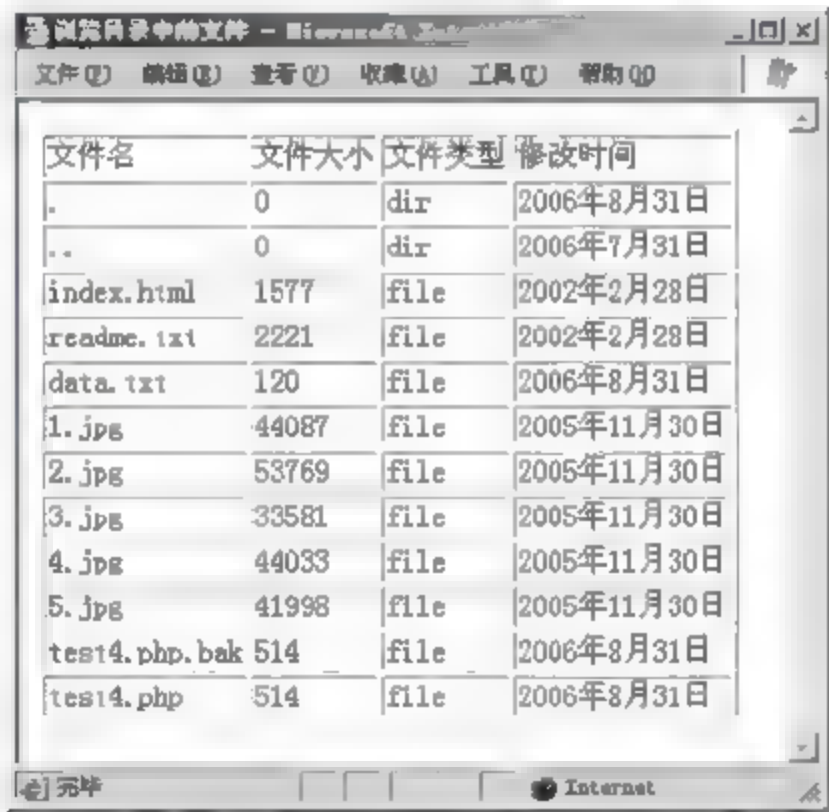 浏览目录中的文件 - Microsoft
文件(F) 编辑(E) 查看(V) 收藏(A) 工具(T) 帮助(H)
文件名 文件大小 文件类型 修改时间
. 0 dir 2006年8月31日
.. 0 dir 2006年7月31日
index.html 1577 file 2002年2月28日
readme.txt 2221 file 2002年2月28日
data.txt 120 file 2006年8月31日
1.jpg 44087 file 2005年11月30日
2.jpg 53769 file 2005年11月30日
3.jpg 33581 file 2005年11月30日
4.jpg 44033 file 2005年11月30日
5.jpg 41998 file 2005年11月30日
test4.php.bak 514 file 2006年8月31日
test4.php 514 file 2006年8月31日
完毕 Internet